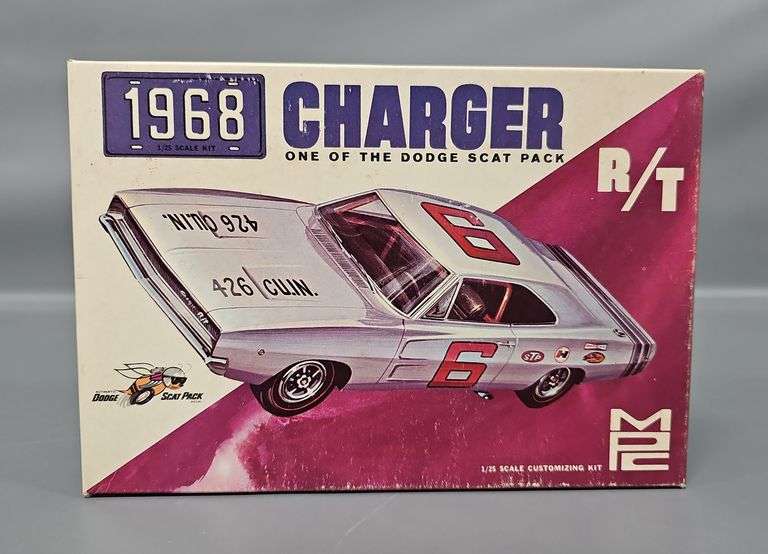 1968
1/25 SCALE KIT
CHARGER
ONE OF THE DODGE SCAT PACK
R/T
426 CU.IN.
426 CU.IN.
6
6
STP
H
DODGE SCAT PACK
MPC
1/25 SCALE CUSTOMIZING KIT